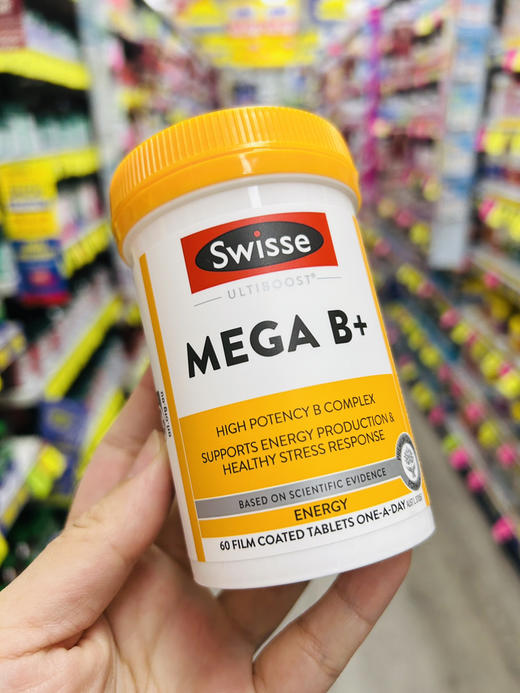 Swisse
ULTIBOOST®
MEGA B+
HIGH POTENCY B COMPLEX
SUPPORTS ENERGY PRODUCTION &
HEALTHY STRESS RESPONSE
BASED ON SCIENTIFIC EVIDENCE
ENERGY
60 FILM COATED TABLETS ONE-A-DAY